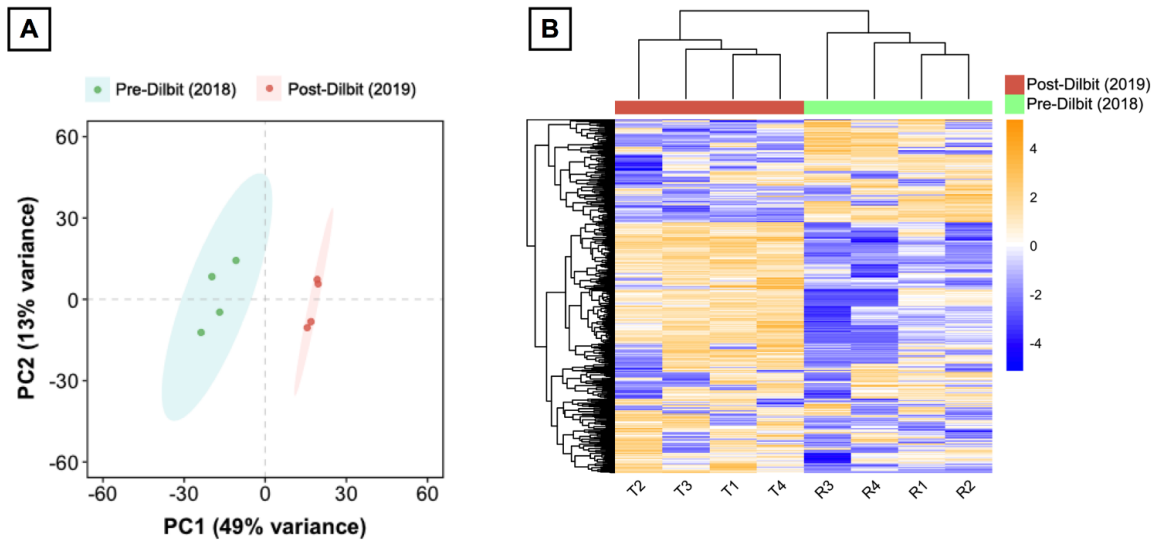 A
B
Pre-Dilbit (2018)
Post-Dilbit (2019)
60
30
0
-30
-60
-60
-30
0
30
60
PC1 (49% variance)
PC2 (13% variance)
Post-Dilbit (2019)
Pre-Dilbit (2018)
4
2
0
-2
-4
T2
T3
T1
T4
R3
R4
R1
R2